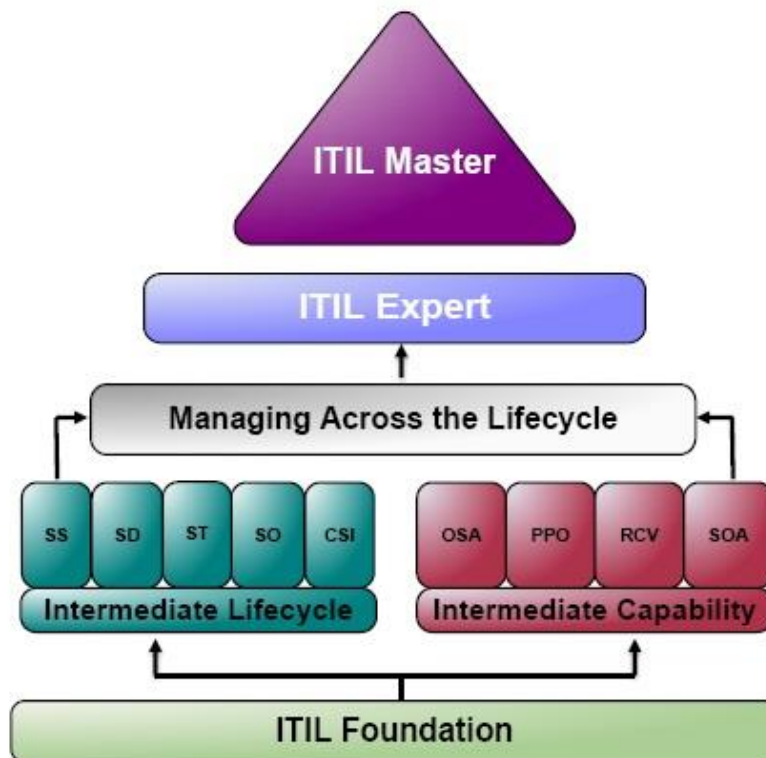 ITIL Master
ITIL Expert
Managing Across the Lifecycle
SS SD ST SO CSI
OSA PPO RCV SOA
Intermediate Lifecycle
Intermediate Capability
ITIL Foundation